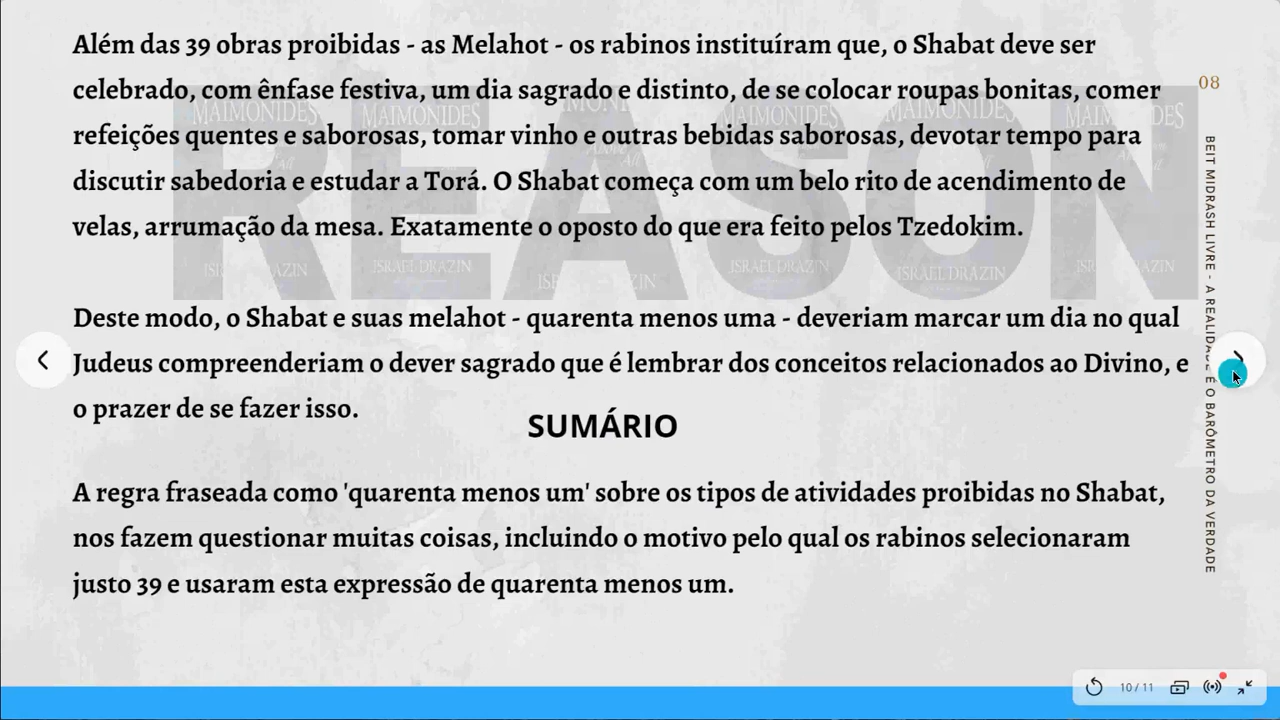 Além das 39 obras proibidas - as Melahot - os rabinos instituíram que, o Shabat deve ser
celebrado, com ênfase festiva, um dia sagrado e distinto, de se colocar roupas bonitas, comer
refeições quentes e saborosas, tomar vinho e outras bebidas saborosas, devotar tempo para
discutir sabedoria e estudar a Torá. O Shabat começa com um belo rito de acendimento de
velas, arrumação da mesa. Exatamente o oposto do que era feito pelos Tzedokim.
Deste modo, o Shabat e suas melahot - quarenta menos uma - deveriam marcar um dia no qual
Judeus compreenderiam o dever sagrado que é lembrar dos conceitos relacionados ao Divino, e
o prazer de se fazer isso.
SUMÁRIO
A regra fraseada como 'quarenta menos um' sobre os tipos de atividades proibidas no Shabat,
nos fazem questionar muitas coisas, incluindo o motivo pelo qual os rabinos selecionaram
justo 39 e usaram esta expressão de quarenta menos um.
08
BEIT MIDRASH LIVRE - A REALIDADE É O BARÔMETRO DA VERDADE
REASON
MAIMONIDES
MAIMONIDES
MAIMONIDES
ISRAEL DRAZIN
ISRAEL DRAZIN
ISRAEL DRAZIN
10 / 11